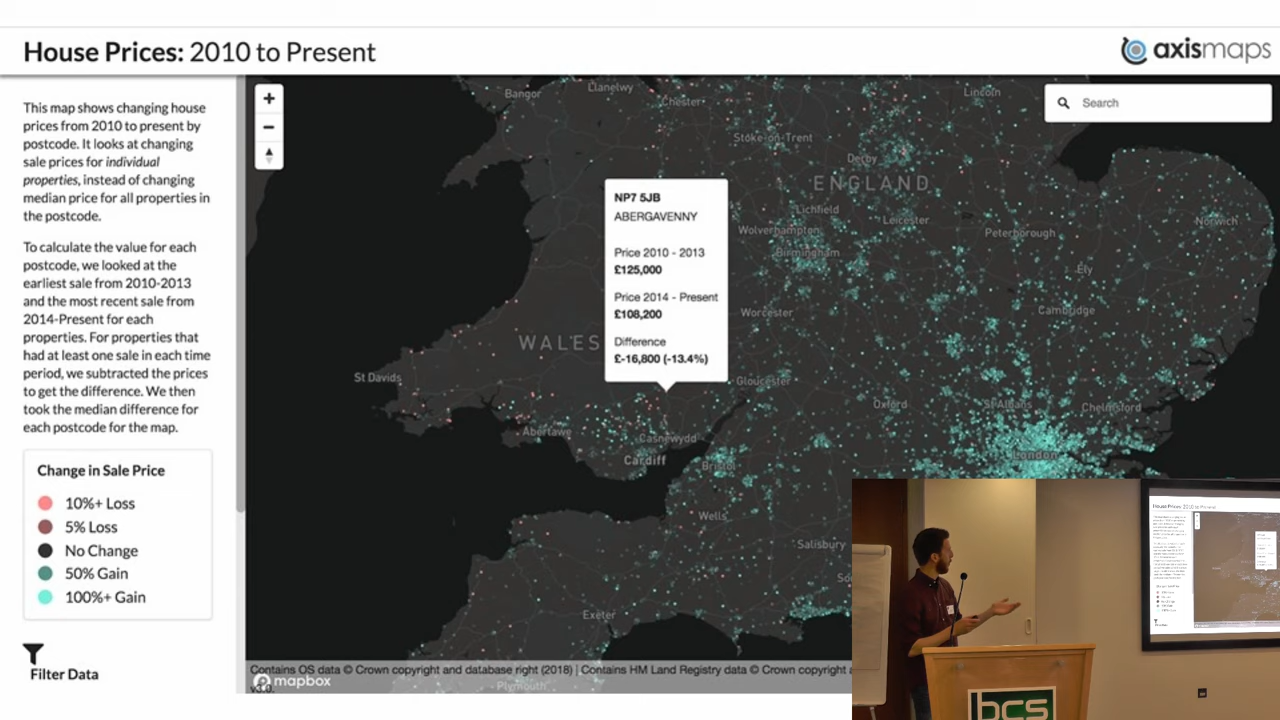 House Prices: 2010 to Present
axismaps
This map shows changing house
prices from 2010 to present by
postcode. It looks at changing
sale prices for individual
properties, instead of changing
median price for all properties in
the postcode.
To calculate the value for each
postcode, we looked at the
earliest sale from 2010-2013
and the most recent sale from
2014-Present for each
properties. For properties that
had at least one sale in each time
period, we subtracted the prices
to get the difference. We then
took the median difference for
each postcode for the map.
Change in Sale Price
10%+ Loss
5% Loss
No Change
50% Gain
100%+ Gain
Filter Data
+
−
Search
Bangor
Llanelwy
Chester
Lincoln
Stoke-on-Trent
Derby
ENGLAND
Lichfield
Leicester
Norwich
Wolverhampton
Peterborough
Birmingham
Ely
NP7 5JB
ABERGAVENNY
Price 2010 - 2013
£125,000
Price 2014 - Present
£108,200
Difference
£-16,800 (-13.4%)
Worcester
Cambridge
WALES
St Davids
Gloucester
Oxford
St Albans
Chelmsford
Abertawe
Casnewydd
Cardiff
Bristol
London
Wells
Salisbury
Exeter
Plymouth
Contains OS data © Crown copyright and database right (2018) | Contains HM Land Registry data © Crown copyright a
mapbox
House Prices: 2010 to Present
bcs